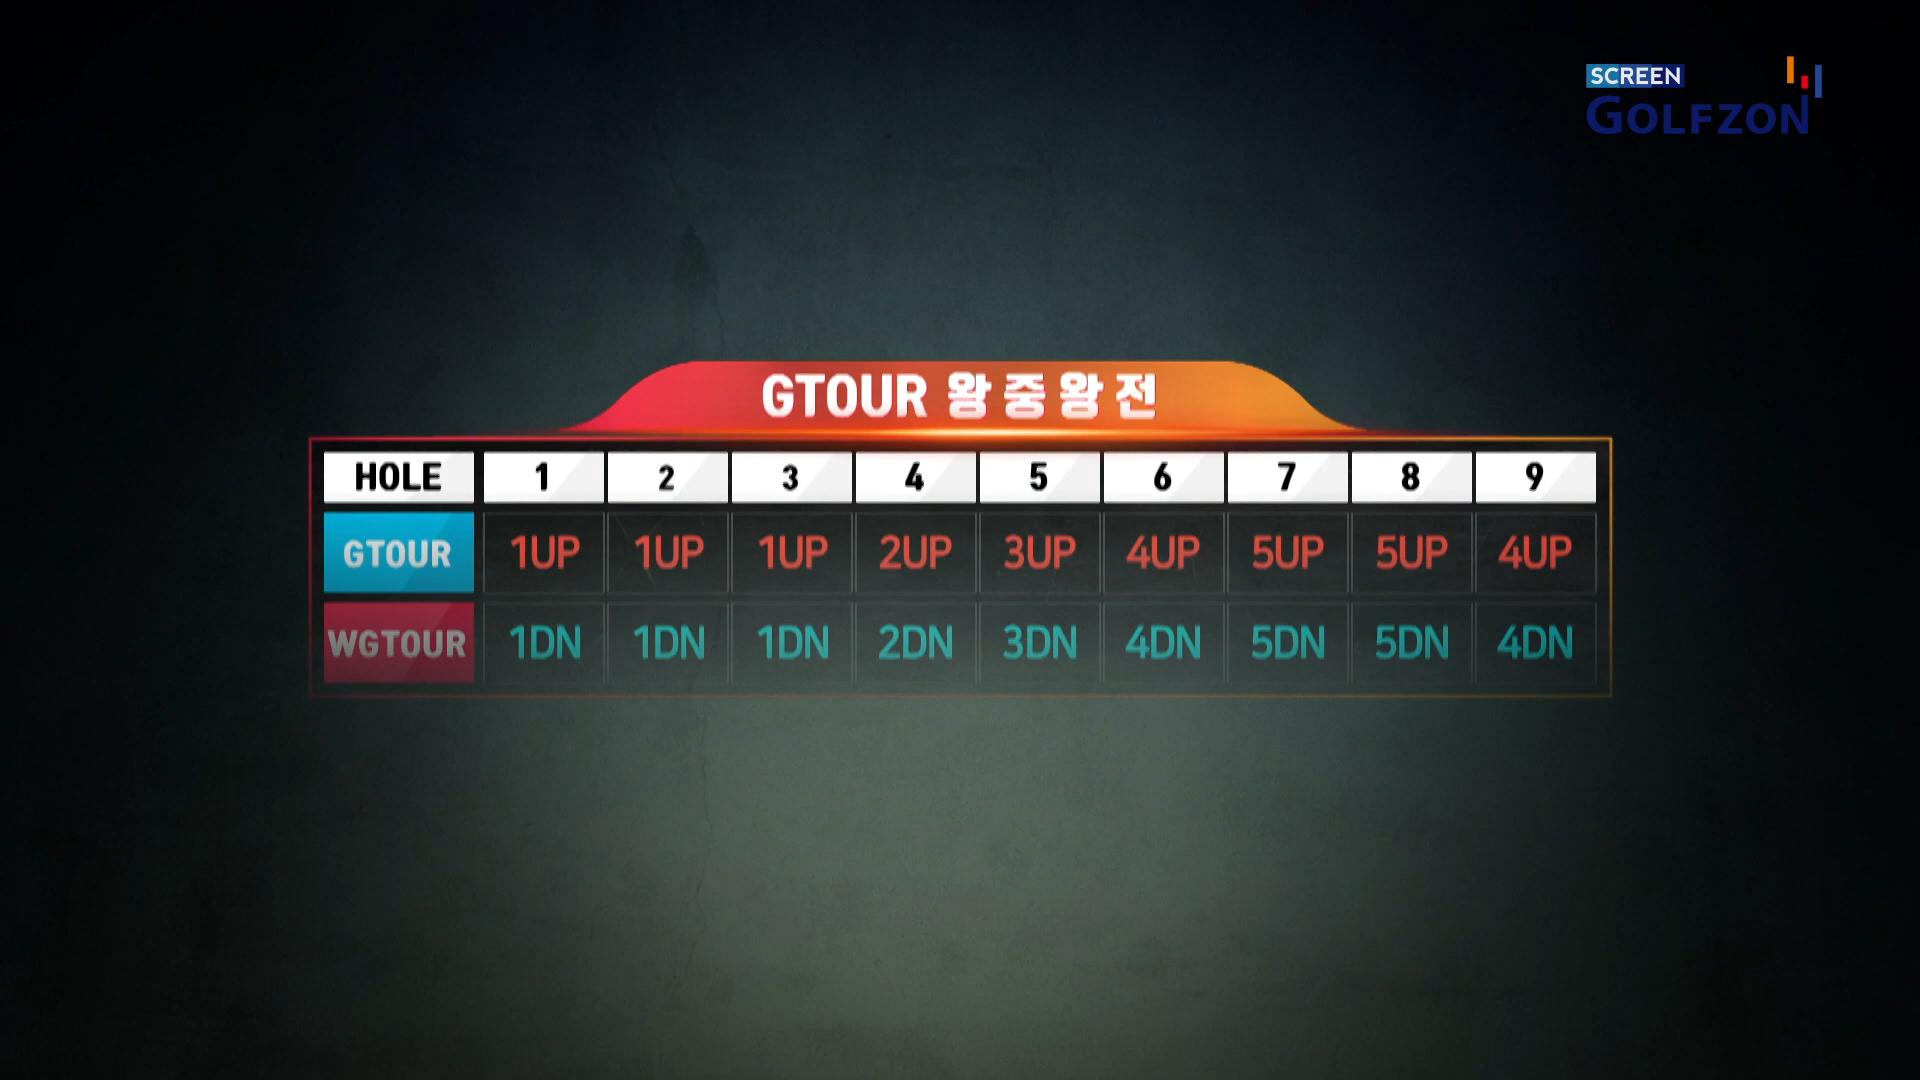 SCREEN
GOLFZON
GTOUR 왕중왕전
HOLE 1 2 3 4 5 6 7 8 9
GTOUR 1UP 1UP 1UP 2UP 3UP 4UP 5UP 5UP 4UP
WGTOUR 1DN 1DN 1DN 2DN 3DN 4DN 5DN 5DN 4DN